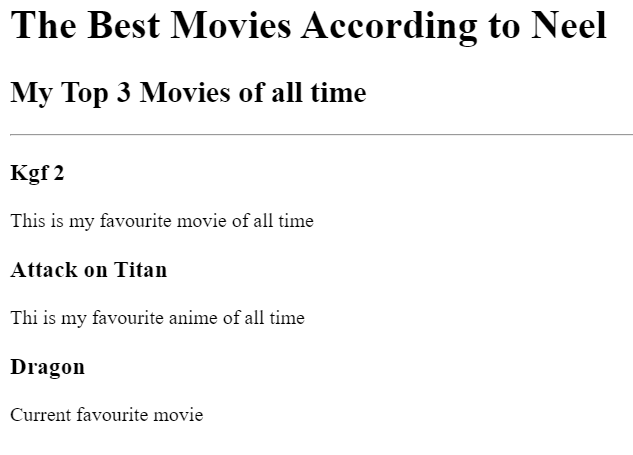 The Best Movies According to Neel
My Top 3 Movies of all time
Kgf 2
This is my favourite movie of all time
Attack on Titan
Thi is my favourite anime of all time
Dragon
Current favourite movie